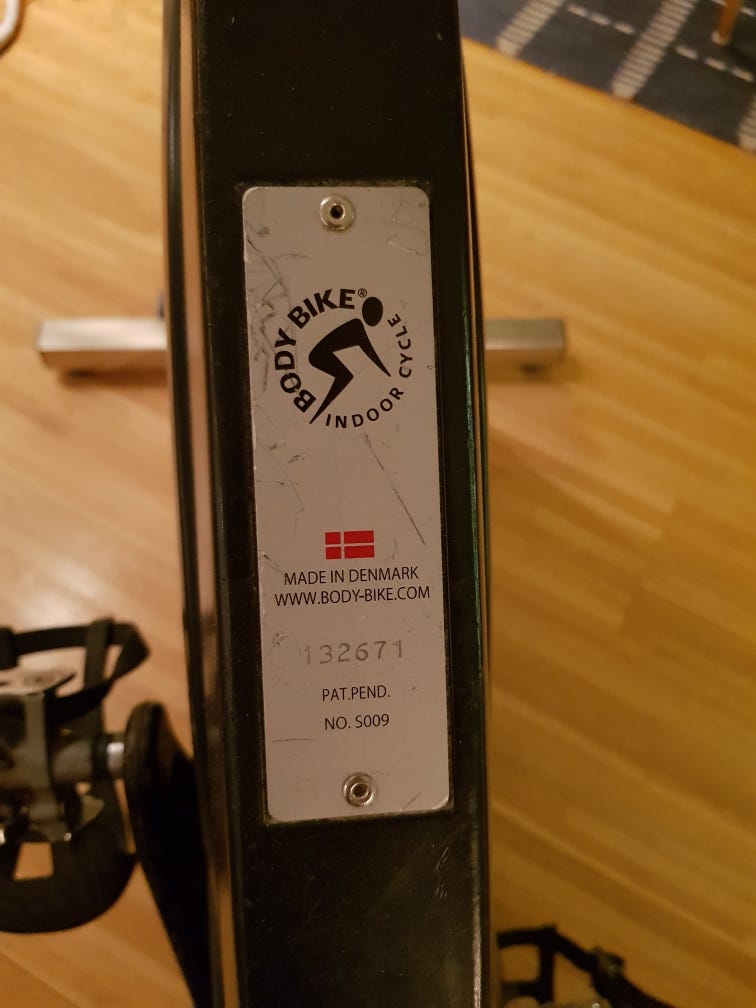 BODY BIKE®
INDOOR CYCLE
MADE IN DENMARK
WWW.BODY-BIKE.COM
132671
PAT.PEND.
NO. S009